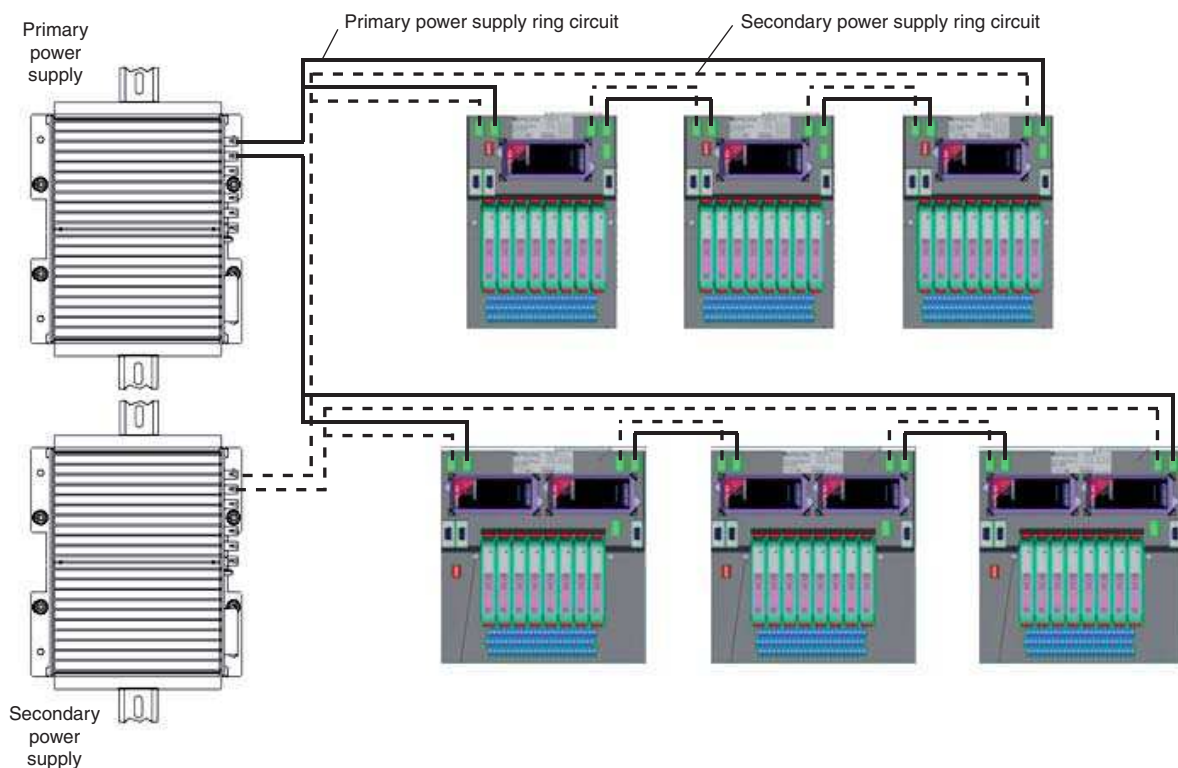 Primary power supply ring circuit
Secondary power supply ring circuit
Primary
power
supply
Secondary
power
supply